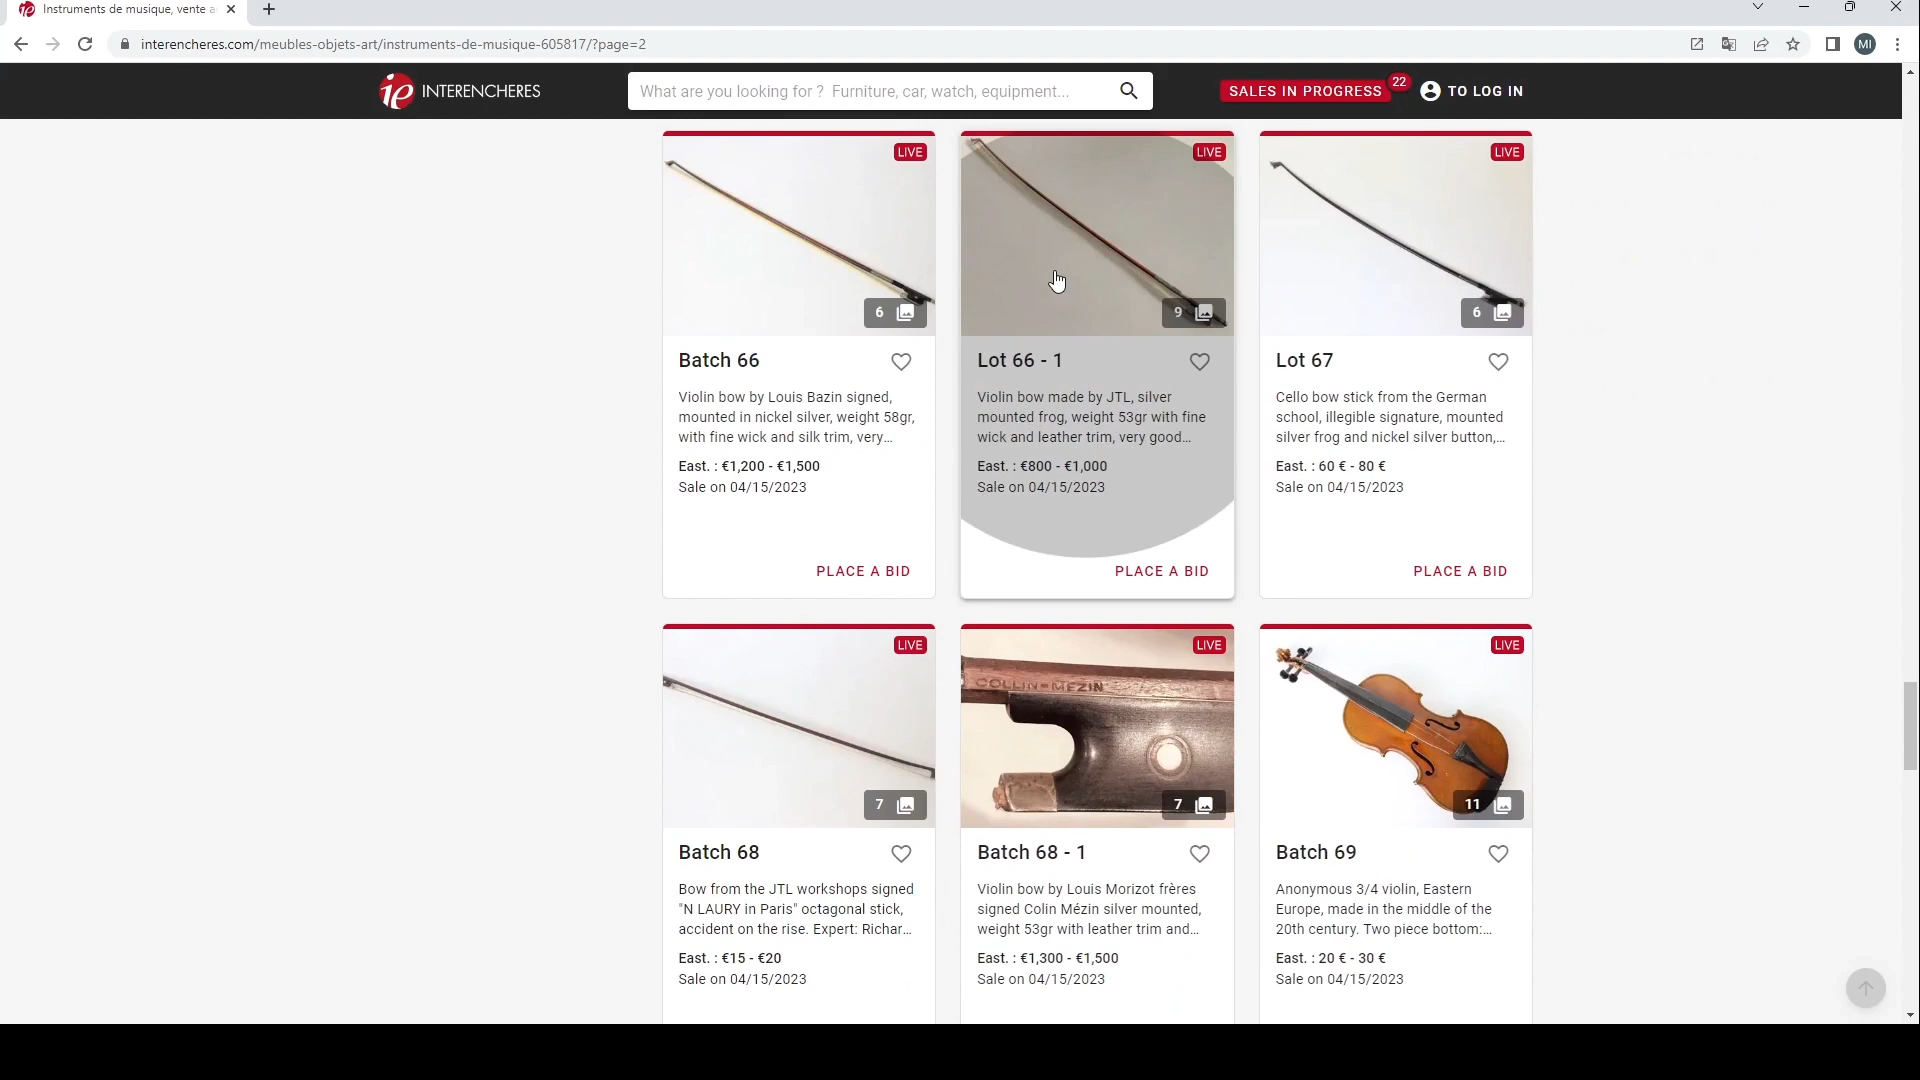 Instruments de musique, vente a
interencheres.com/meubles-objets-art/instruments-de-musique-605817/?page=2
MI
ie INTERENCHERES
What are you looking for ? Furniture, car, watch, equipment...
SALES IN PROGRESS
22
TO LOG IN
LIVE
6
Batch 66
Violin bow by Louis Bazin signed,
mounted in nickel silver, weight 58gr,
with fine wick and silk trim, very...
East. : €1,200 - €1,500
Sale on 04/15/2023
PLACE A BID
LIVE
9
Lot 66 - 1
Violin bow made by JTL, silver
mounted frog, weight 53gr with fine
wick and leather trim, very good...
East. : €800 - €1,000
Sale on 04/15/2023
PLACE A BID
LIVE
6
Lot 67
Cello bow stick from the German
school, illegible signature, mounted
silver frog and nickel silver button,...
East. : 60 € - 80 €
Sale on 04/15/2023
PLACE A BID
LIVE
7
Batch 68
Bow from the JTL workshops signed
"N LAURY in Paris" octagonal stick,
accident on the rise. Expert: Richar...
East. : €15 - €20
Sale on 04/15/2023
LIVE
COLLIN-MEZIN
7
Batch 68 - 1
Violin bow by Louis Morizot frères
signed Colin Mézin silver mounted,
weight 53gr with leather trim and...
East. : €1,300 - €1,500
Sale on 04/15/2023
LIVE
11
Batch 69
Anonymous 3/4 violin, Eastern
Europe, made in the middle of the
20th century. Two piece bottom:...
East. : 20 € - 30 €
Sale on 04/15/2023